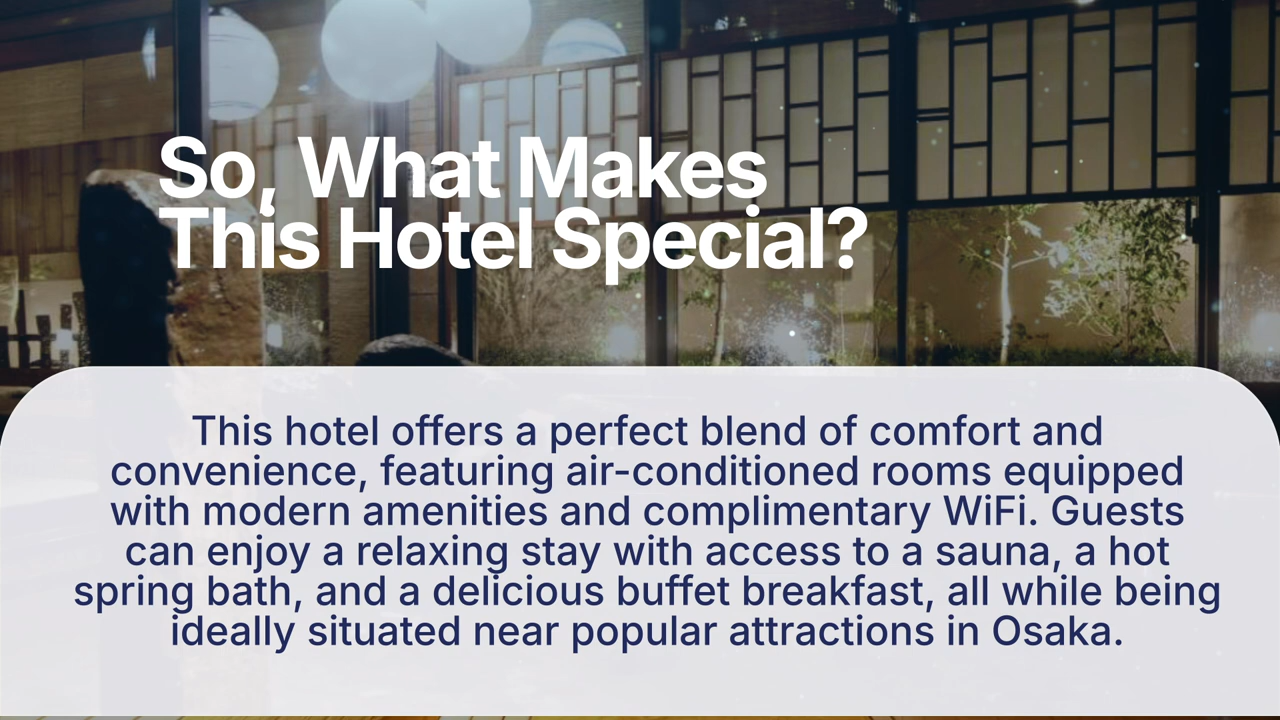 So, What Makes
This Hotel Special?
This hotel offers a perfect blend of comfort and
convenience, featuring air-conditioned rooms equipped
with modern amenities and complimentary WiFi. Guests
can enjoy a relaxing stay with access to a sauna, a hot
spring bath, and a delicious buffet breakfast, all while being
ideally situated near popular attractions in Osaka.